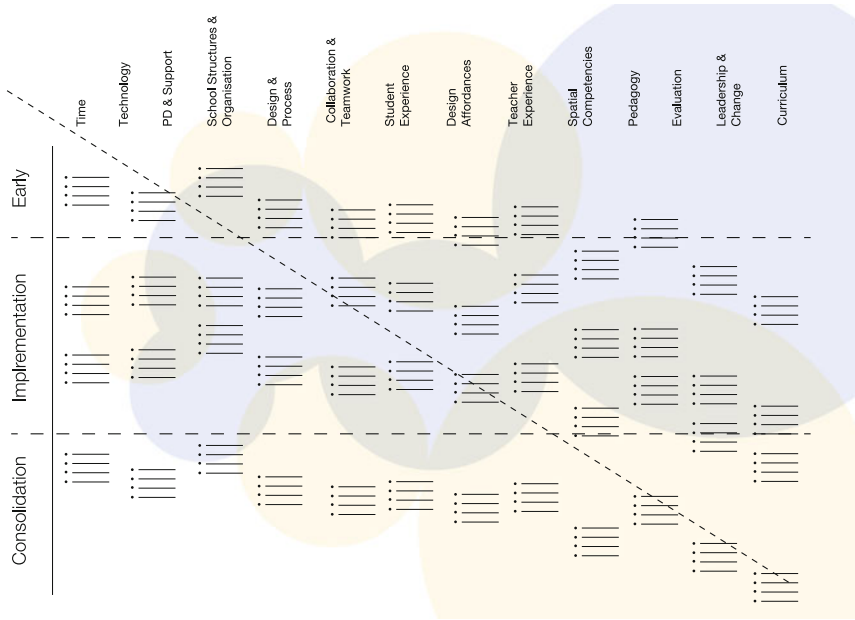 Time
Technology
PD & Support
School Structures &
Organisation
Design &
Process
Collaboration &
Teamwork
Student
Experience
Design
Affordances
Teacher
Experience
Spatial
Competencies
Pedagogy
Evaluation
Leadership &
Change
Curriculum
Early
Implrementation
Consolidation